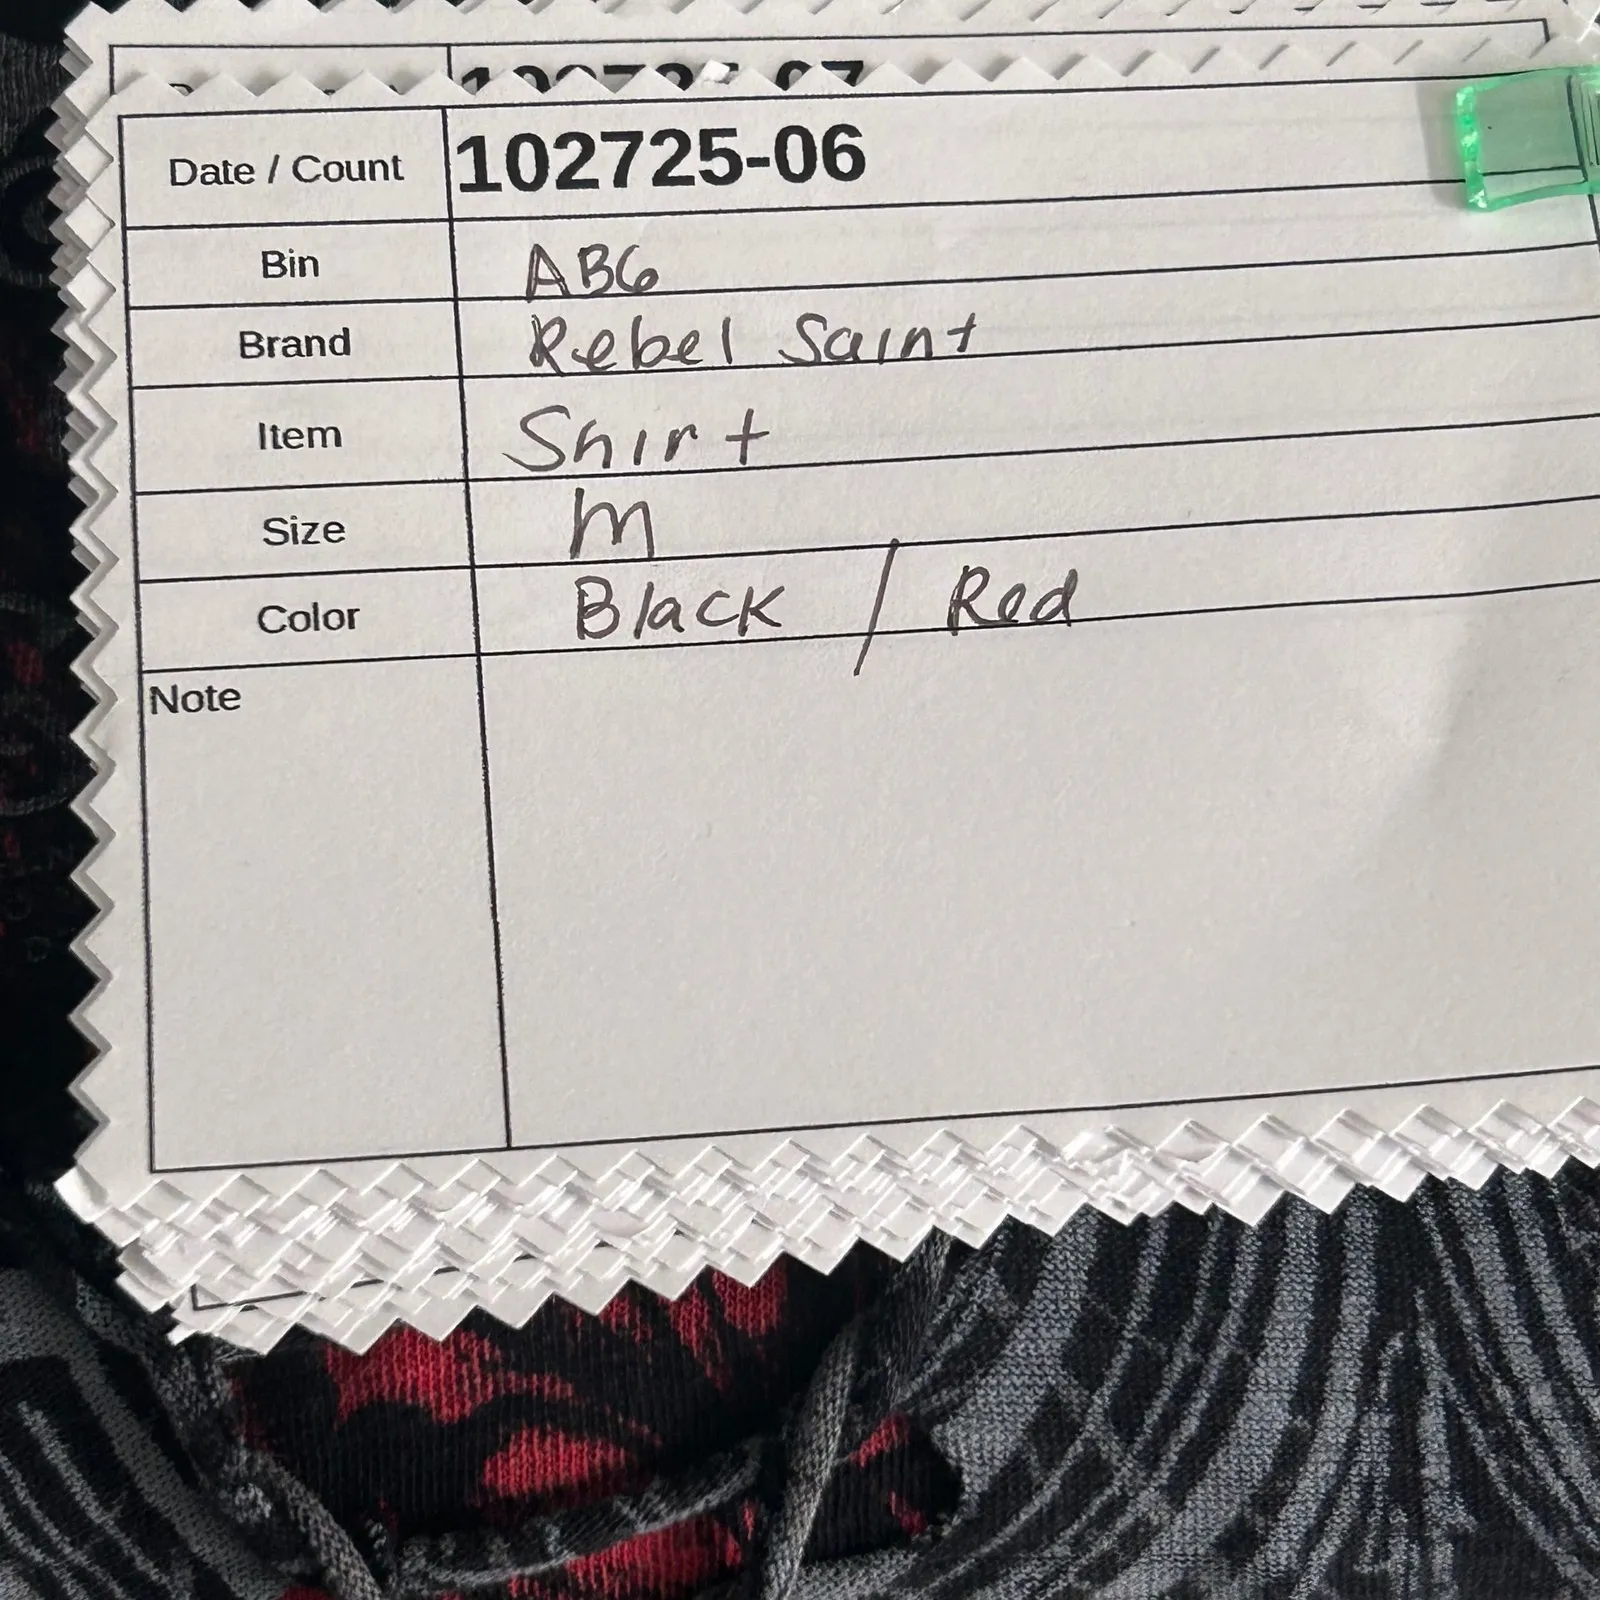 Date / Count 102725-06
Bin AB6
Brand Rebel Saint
Item Shirt
Size M
Color Black / Red
Note